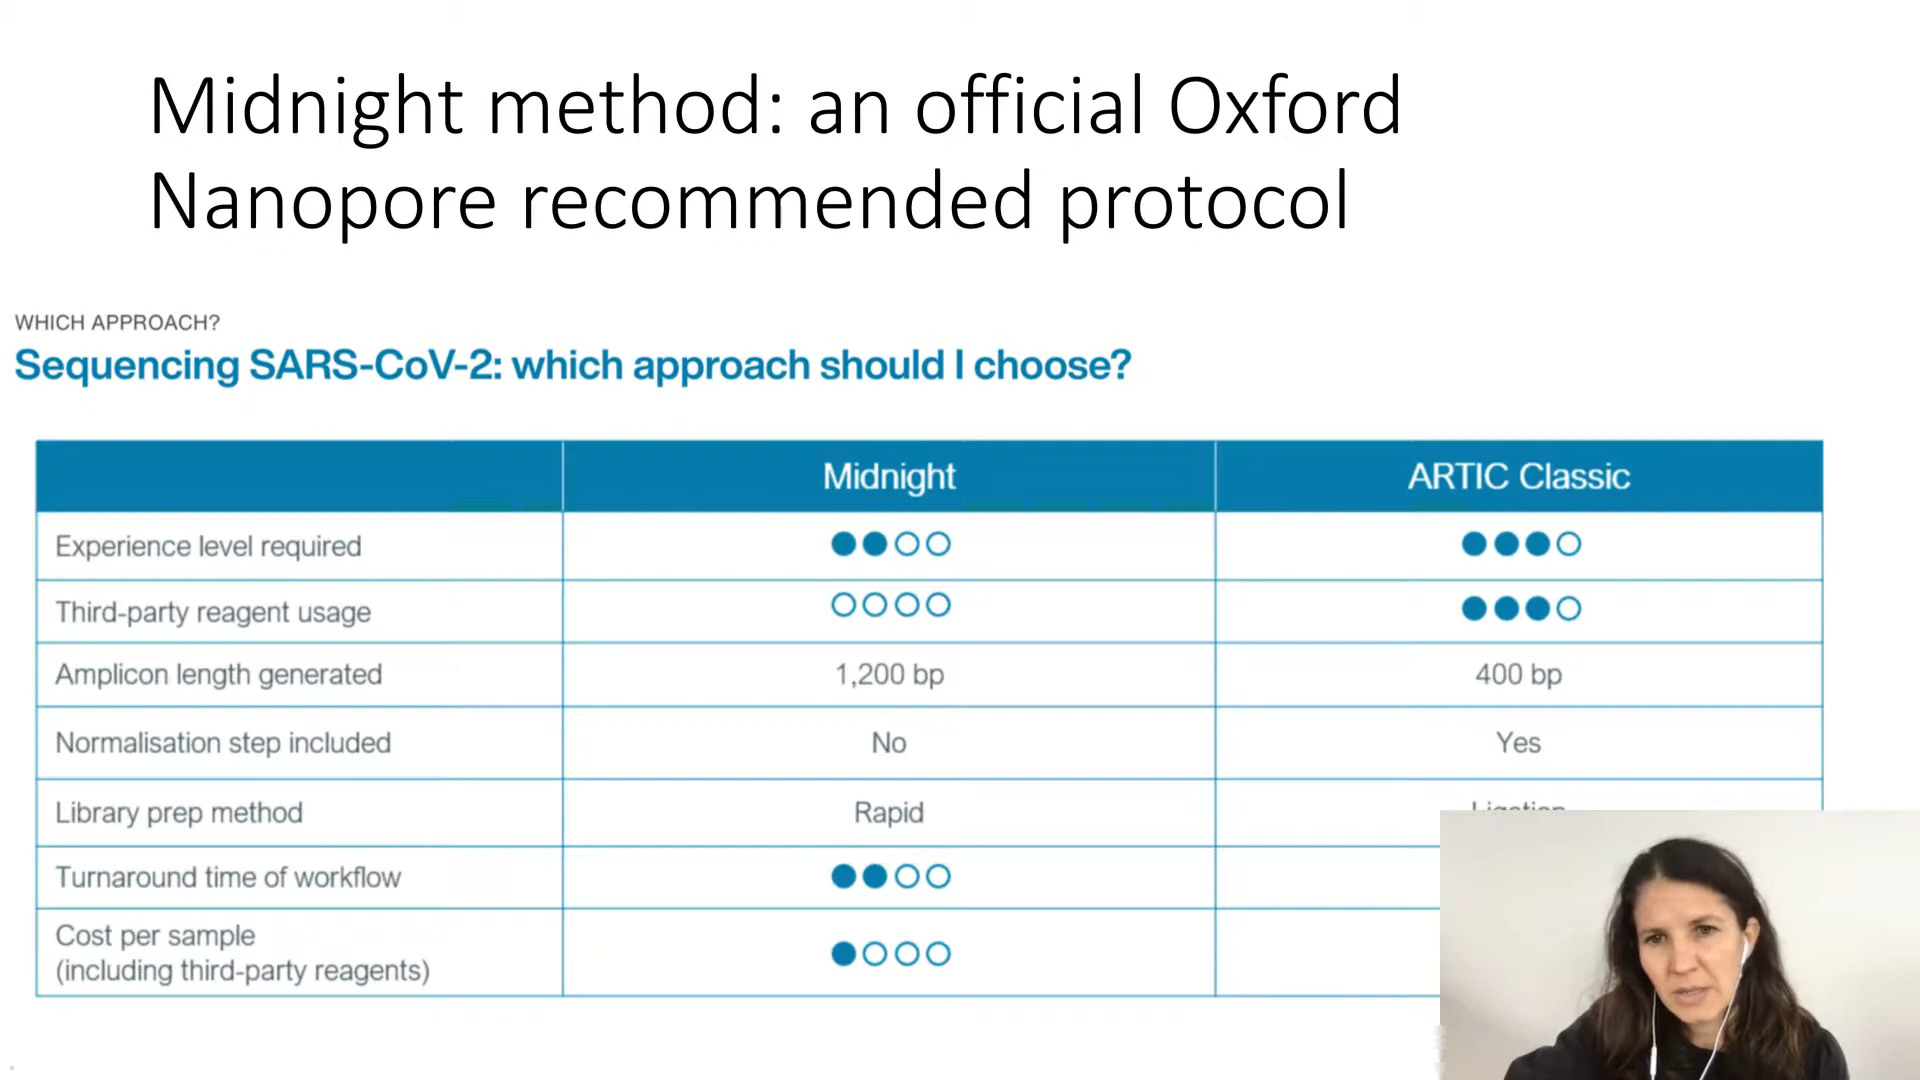 Midnight method: an official Oxford
Nanopore recommended protocol
WHICH APPROACH?
Sequencing SARS-CoV-2: which approach should I choose?
Midnight ARTIC Classic
Experience level required
Third-party reagent usage
Amplicon length generated 1,200 bp 400 bp
Normalisation step included No Yes
Library prep method Rapid Ligation
Turnaround time of workflow
Cost per sample
(including third-party reagents)